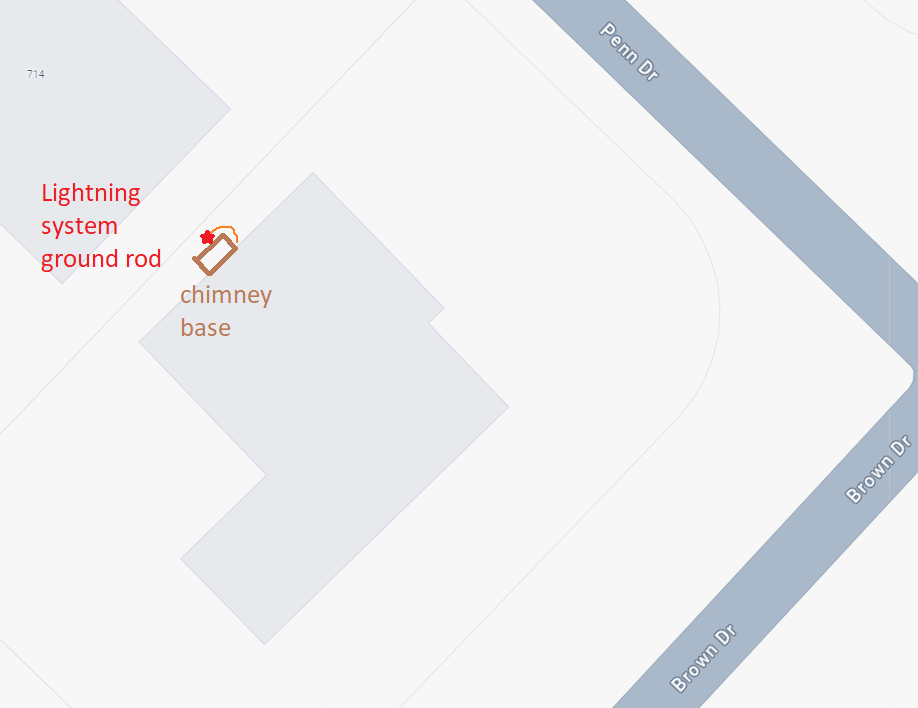 Penn Dr
714
Lightning
system
ground rod
chimney
base
Brown Dr
Brown Dr